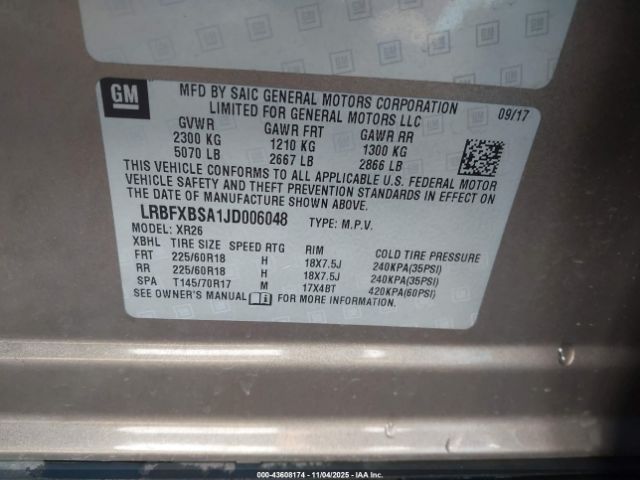 GM
MFD BY SAIC GENERAL MOTORS CORPORATION
LIMITED FOR GENERAL MOTORS LLC
09/17
GVWR GAWR FRT GAWR RR
2300 KG 1210 KG 1300 KG
5070 LB 2667 LB 2866 LB
THIS VEHICLE CONFORMS TO ALL APPLICABLE U.S. FEDERAL MOTOR
VEHICLE SAFETY AND THEFT PREVENTION STANDARDS IN EFFECT ON
THE DATE OF MANUFACTURE SHOWN ABOVE.
LRBFXBSA1JD006048 TYPE: M.P.V.
MODEL: XR26
XBHL TIRE SIZE SPEED RTG RIM COLD TIRE PRESSURE
FRT 225/60R18 H 18X7.5J 240KPA(35PSI)
RR 225/60R18 H 18X7.5J 240KPA(35PSI)
SPA T145/70R17 M 17X4BT 420KPA(60PSI)
SEE OWNER'S MANUAL FOR MORE INFORMATION.
000-43608174 - 11/04/2025 - IAA Inc.